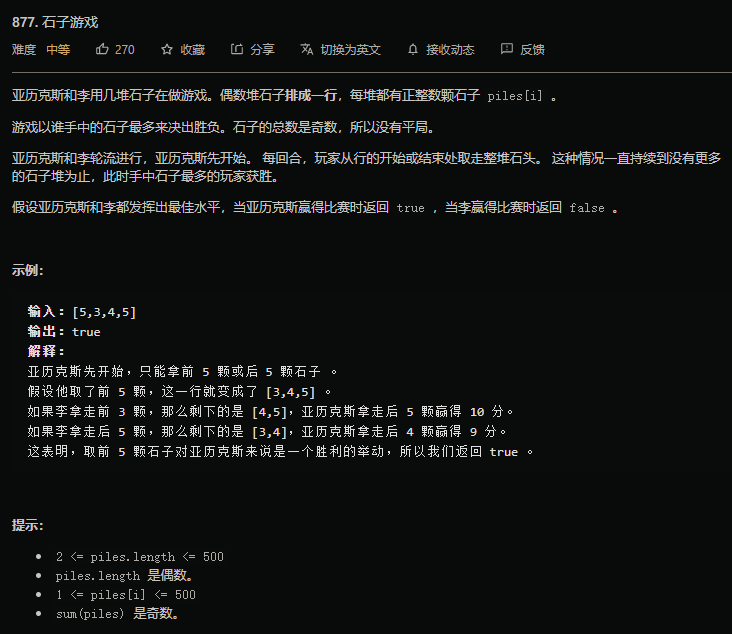 877. 石子游戏
难度 中等 270 收藏 分享 切换为英文 接收动态 反馈
亚历克斯和李用几堆石子在做游戏。偶数堆石子排成一行，每堆都有正整数颗石子 piles[i] 。
游戏以谁手中的石子最多来决出胜负。石子的总数是奇数，所以没有平局。
亚历克斯和李轮流进行，亚历克斯先开始。 每回合，玩家从行的开始或结束处取走整堆石头。 这种情况一直持续到没有更多
的石子堆为止，此时手中石子最多的玩家获胜。
假设亚历克斯和李都发挥出最佳水平，当亚历克斯赢得比赛时返回 true ，当李赢得比赛时返回 false 。
示例：
输入：[5,3,4,5]
输出：true
解释：
亚历克斯先开始，只能拿前 5 颗或后 5 颗石子 。
假设他取了前 5 颗，这一行就变成了 [3,4,5] 。
如果李拿走前 3 颗，那么剩下的是 [4,5]，亚历克斯拿走后 5 颗赢得 10 分。
如果李拿走后 5 颗，那么剩下的是 [3,4]，亚历克斯拿走后 4 颗赢得 9 分。
这表明，取前 5 颗石子对亚历克斯来说是一个胜利的举动，所以我们返回 true 。
提示：
• 2 <= piles.length <= 500
• piles.length 是偶数。
• 1 <= piles[i] <= 500
• sum(piles) 是奇数。